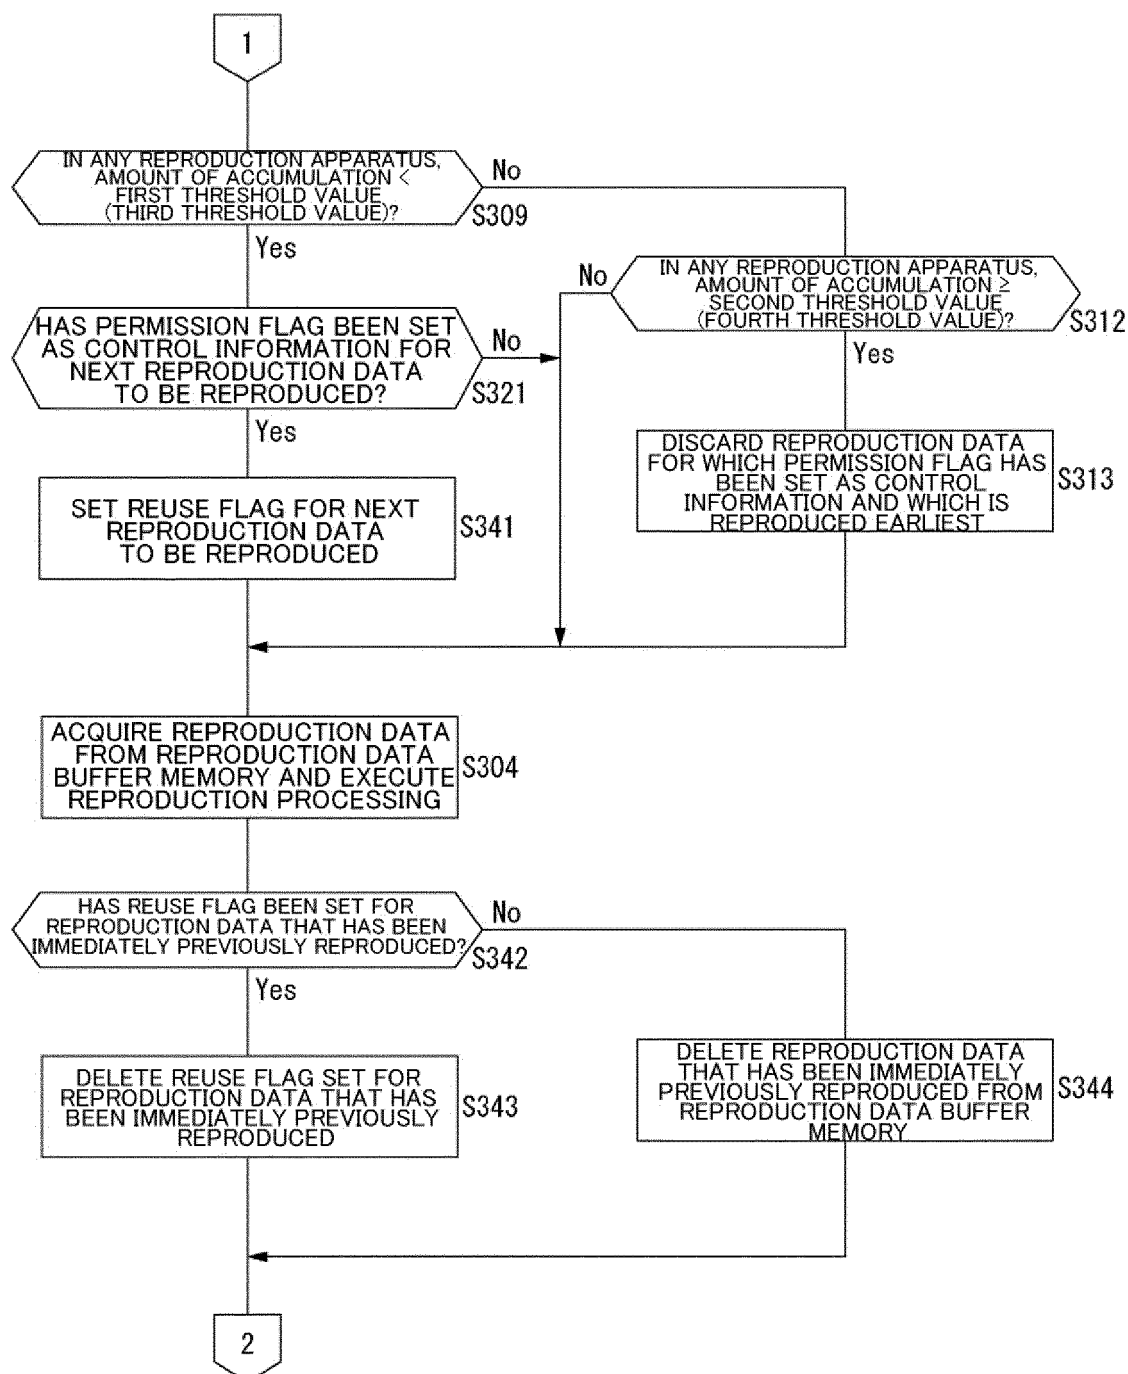 1
IN ANY REPRODUCTION APPARATUS,
AMOUNT OF ACCUMULATION <
FIRST THRESHOLD VALUE
(THIRD THRESHOLD VALUE)?
No
S309
Yes
No
IN ANY REPRODUCTION APPARATUS,
AMOUNT OF ACCUMULATION ≥
SECOND THRESHOLD VALUE
(FOURTH THRESHOLD VALUE)?
S312
Yes
HAS PERMISSION FLAG BEEN SET
AS CONTROL INFORMATION FOR
NEXT REPRODUCTION DATA
TO BE REPRODUCED?
No
S321
Yes
DISCARD REPRODUCTION DATA
FOR WHICH PERMISSION FLAG HAS
BEEN SET AS CONTROL
INFORMATION AND WHICH IS
REPRODUCED EARLIEST
S313
SET REUSE FLAG FOR NEXT
REPRODUCTION DATA
TO BE REPRODUCED
S341
ACQUIRE REPRODUCTION DATA
FROM REPRODUCTION DATA
BUFFER MEMORY AND EXECUTE
REPRODUCTION PROCESSING
S304
HAS REUSE FLAG BEEN SET FOR
REPRODUCTION DATA THAT HAS BEEN
IMMEDIATELY PREVIOUSLY REPRODUCED?
No
S342
Yes
DELETE REUSE FLAG SET FOR
REPRODUCTION DATA THAT HAS
BEEN IMMEDIATELY PREVIOUSLY
REPRODUCED
S343
DELETE REPRODUCTION DATA
THAT HAS BEEN IMMEDIATELY
PREVIOUSLY REPRODUCED FROM
REPRODUCTION DATA BUFFER
MEMORY
S344
2